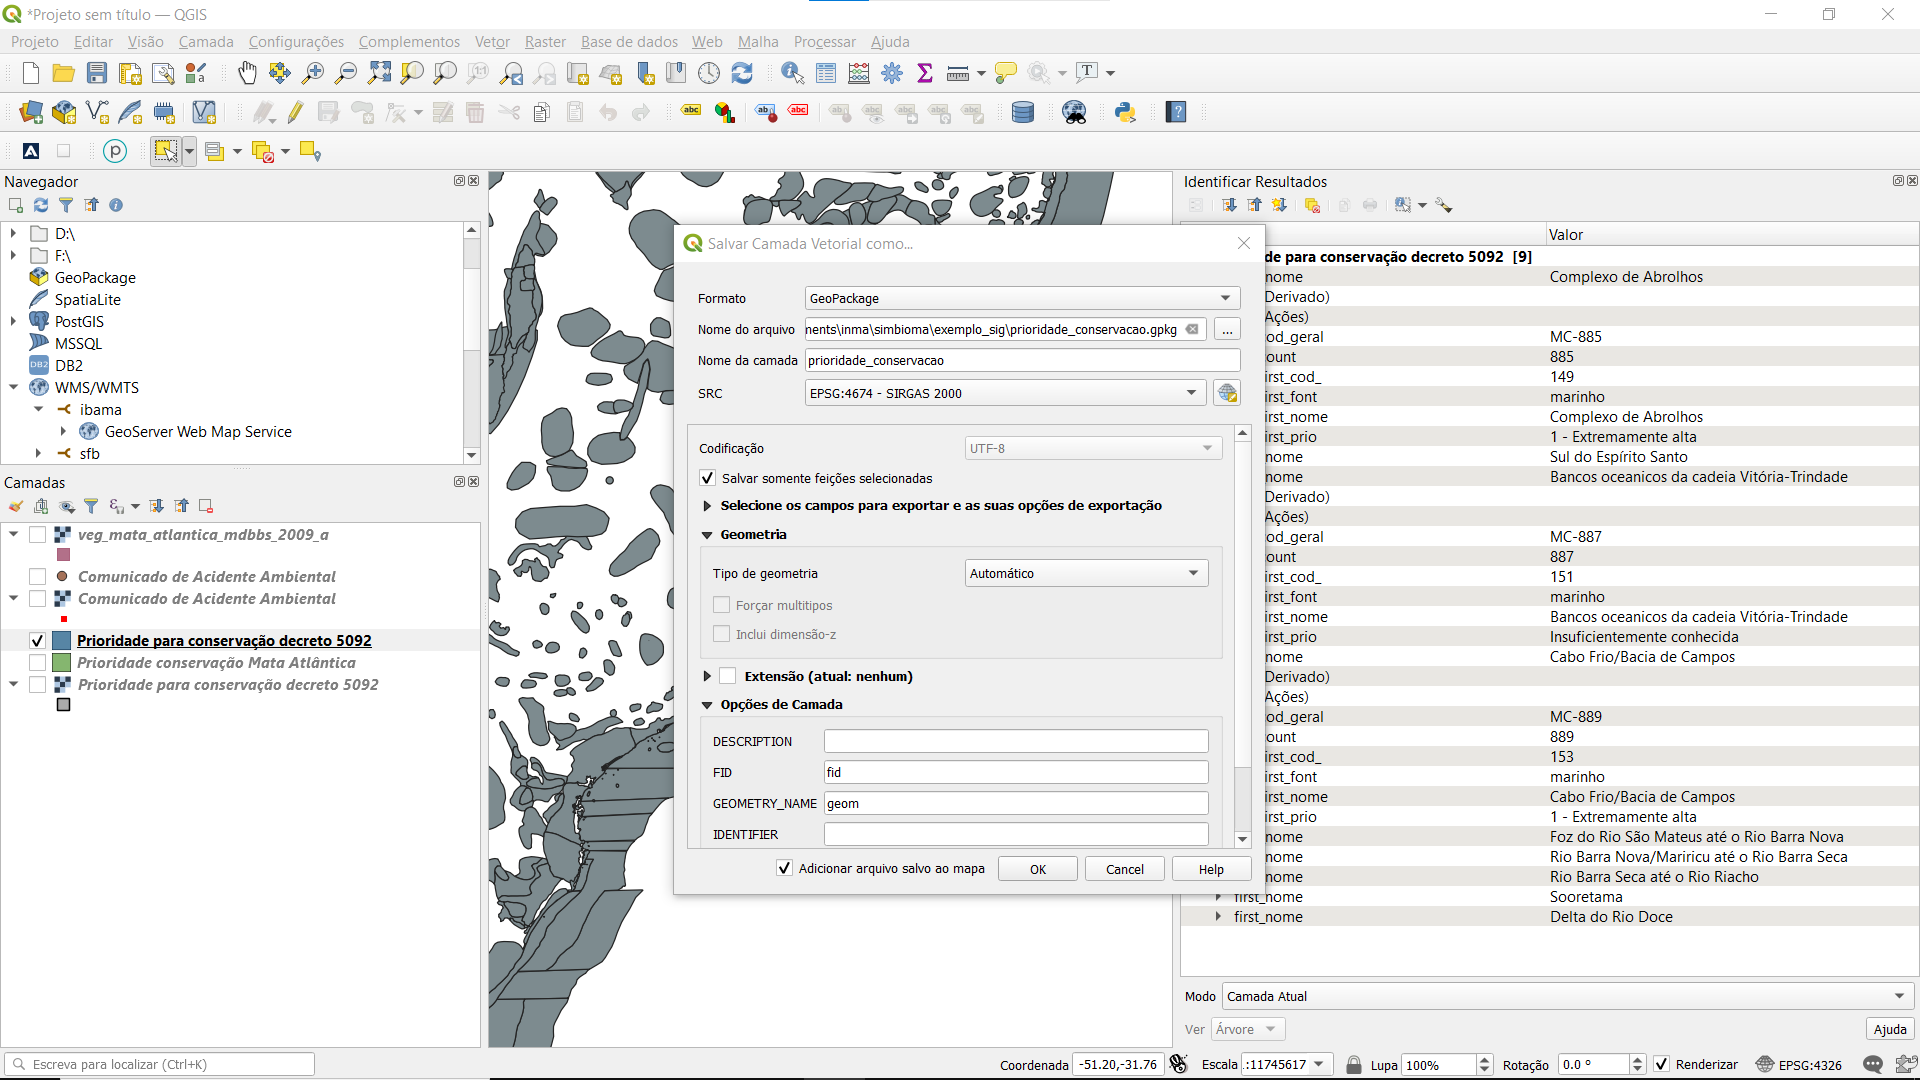 *Projeto sem título — QGIS
Projeto Editar Visão Camada Configurações Complementos Vetor Raster Base de dados Web Malha Processar Ajuda
Navegador
D:\
F:\
GeoPackage
SpatiaLite
PostGIS
MSSQL
DB2
WMS/WMTS
ibama
GeoServer Web Map Service
sfb
Camadas
veg_mata_atlantica_mdbbs_2009_a
Comunicado de Acidente Ambiental
Comunicado de Acidente Ambiental
Prioridade para conservação decreto 5092
Prioridade conservação Mata Atlântica
Prioridade para conservação decreto 5092
Salvar Camada Vetorial como...
Formato GeoPackage
Nome do arquivo nents\inma\simbioma\exemplo_sig\prioridade_conservacao.gpkg ...
Nome da camada prioridade_conservacao
SRC EPSG:4674 - SIRGAS 2000
Codificação UTF-8
Salvar somente feições selecionadas
Selecione os campos para exportar e as suas opções de exportação
Geometria
Tipo de geometria Automático
Forçar multitipos
Inclui dimensão-z
Extensão (atual: nenhum)
Opções de Camada
DESCRIPTION
FID fid
GEOMETRY_NAME geom
IDENTIFIER
Adicionar arquivo salvo ao mapa OK Cancel Help
Identificar Resultados
Valor
de para conservação decreto 5092 [9]
nome Complexo de Abrolhos
Derivado)
Ações)
od_geral MC-885
ount 885
irst_cod_ 149
irst_font marinho
irst_nome Complexo de Abrolhos
irst_prio 1 - Extremamente alta
nome Sul do Espírito Santo
nome Bancos oceanicos da cadeia Vitória-Trindade
Derivado)
Ações)
od_geral MC-887
ount 887
irst_cod_ 151
irst_font marinho
irst_nome Bancos oceanicos da cadeia Vitória-Trindade
irst_prio Insuficientemente conhecida
nome Cabo Frio/Bacia de Campos
Derivado)
Ações)
od_geral MC-889
ount 889
irst_cod_ 153
irst_font marinho
irst_nome Cabo Frio/Bacia de Campos
irst_prio 1 - Extremamente alta
nome Foz do Rio São Mateus até o Rio Barra Nova
nome Rio Barra Nova/Mariricu até o Rio Barra Seca
nome Rio Barra Seca até o Rio Riacho
first_nome Sooretama
first_nome Delta do Rio Doce
Modo Camada Atual
Ver Árvore Ajuda
Escreva para localizar (Ctrl+K) Coordenada -51.20,-31.76 Escala :11745617 Lupa 100% Rotação 0.0 ° Renderizar EPSG:4326